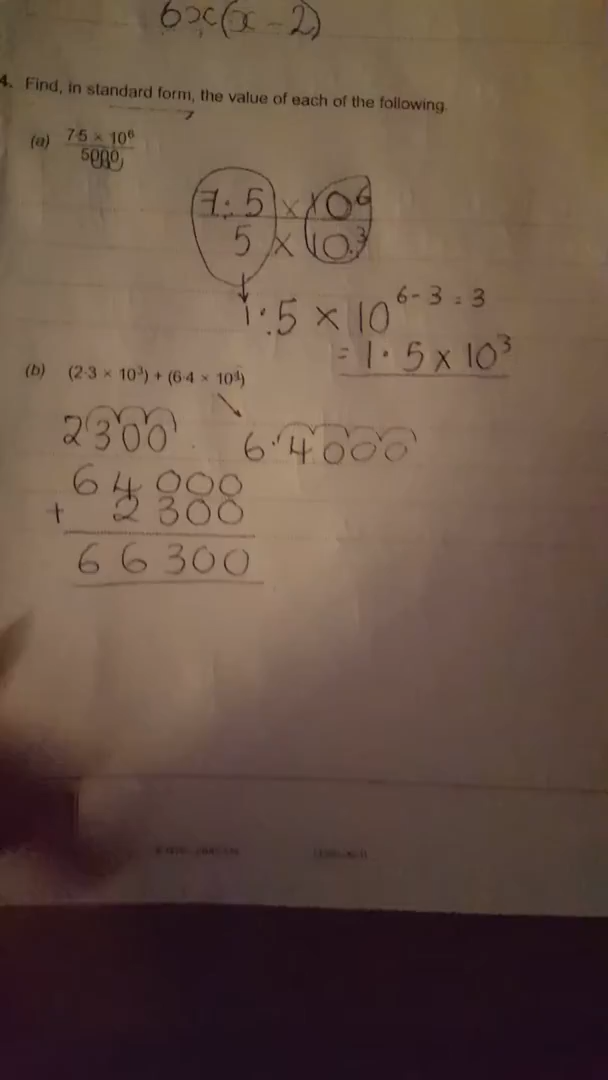 6x(x - 2)
4. Find, in standard form, the value of each of the following.
(a) 7·5 × 10⁶
5000
7.5 × 10⁶
5 × 10³
1.5 × 10⁶⁻³⁼³
= 1.5 × 10³
(b) (2·3 × 10³) + (6·4 × 10⁴)
2300 6.4000
64000
+ 2300
66300